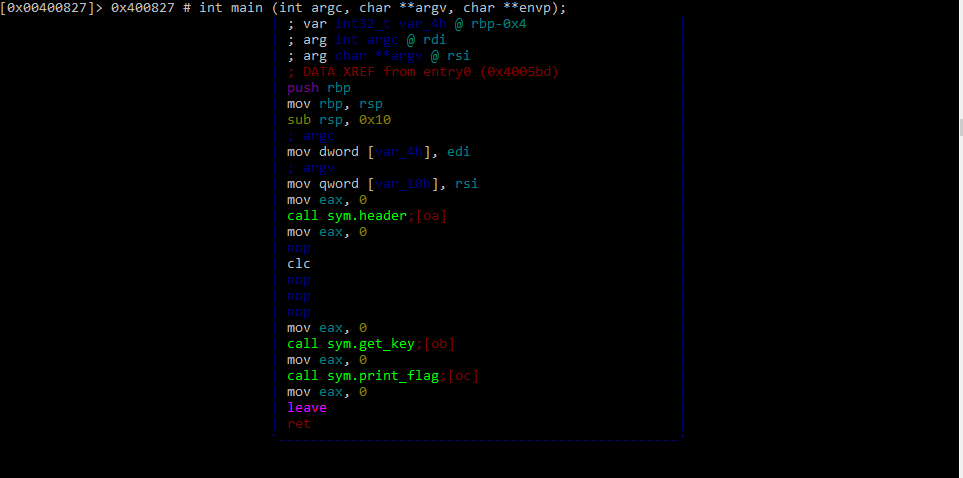 [0x00400827]> 0x400827 # int main (int argc, char **argv, char **envp);
; var int32_t var_4h @ rbp-0x4
; arg int argc @ rdi
; arg char **argv @ rsi
; DATA XREF from entry0 (0x4005bd)
push rbp
mov rbp, rsp
sub rsp, 0x10
; argc
mov dword [var_4h], edi
; argv
mov qword [var_10h], rsi
mov eax, 0
call sym.header;[oa]
mov eax, 0
nop
clc
nop
nop
nop
mov eax, 0
call sym.get_key;[ob]
mov eax, 0
call sym.print_flag;[oc]
mov eax, 0
leave
ret